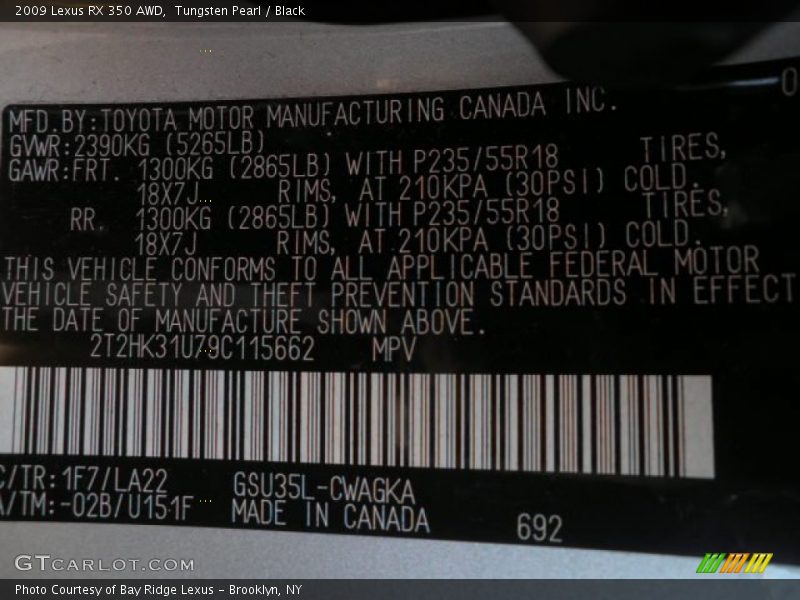 2009 Lexus RX 350 AWD, Tungsten Pearl / Black
0
MFD.BY:TOYOTA MOTOR MANUFACTURING CANADA INC.
GVWR:2390KG (5265LB)
GAWR:FRT. 1300KG (2865LB) WITH P235/55R18 TIRES,
18X7J RIMS, AT 210KPA (30PSI) COLD.
RR. 1300KG (2865LB) WITH P235/55R18 TIRES,
18X7J RIMS, AT 210KPA (30PSI) COLD.
THIS VEHICLE CONFORMS TO ALL APPLICABLE FEDERAL MOTOR
VEHICLE SAFETY AND THEFT PREVENTION STANDARDS IN EFFECT
THE DATE OF MANUFACTURE SHOWN ABOVE.
2T2HK31U79C115662 MPV
C/TR:1F7/LA22 GSU35L-CWAGKA
A/TM:-02B/U151F MADE IN CANADA
692
GTCARLOT.COM
Photo Courtesy of Bay Ridge Lexus - Brooklyn, NY